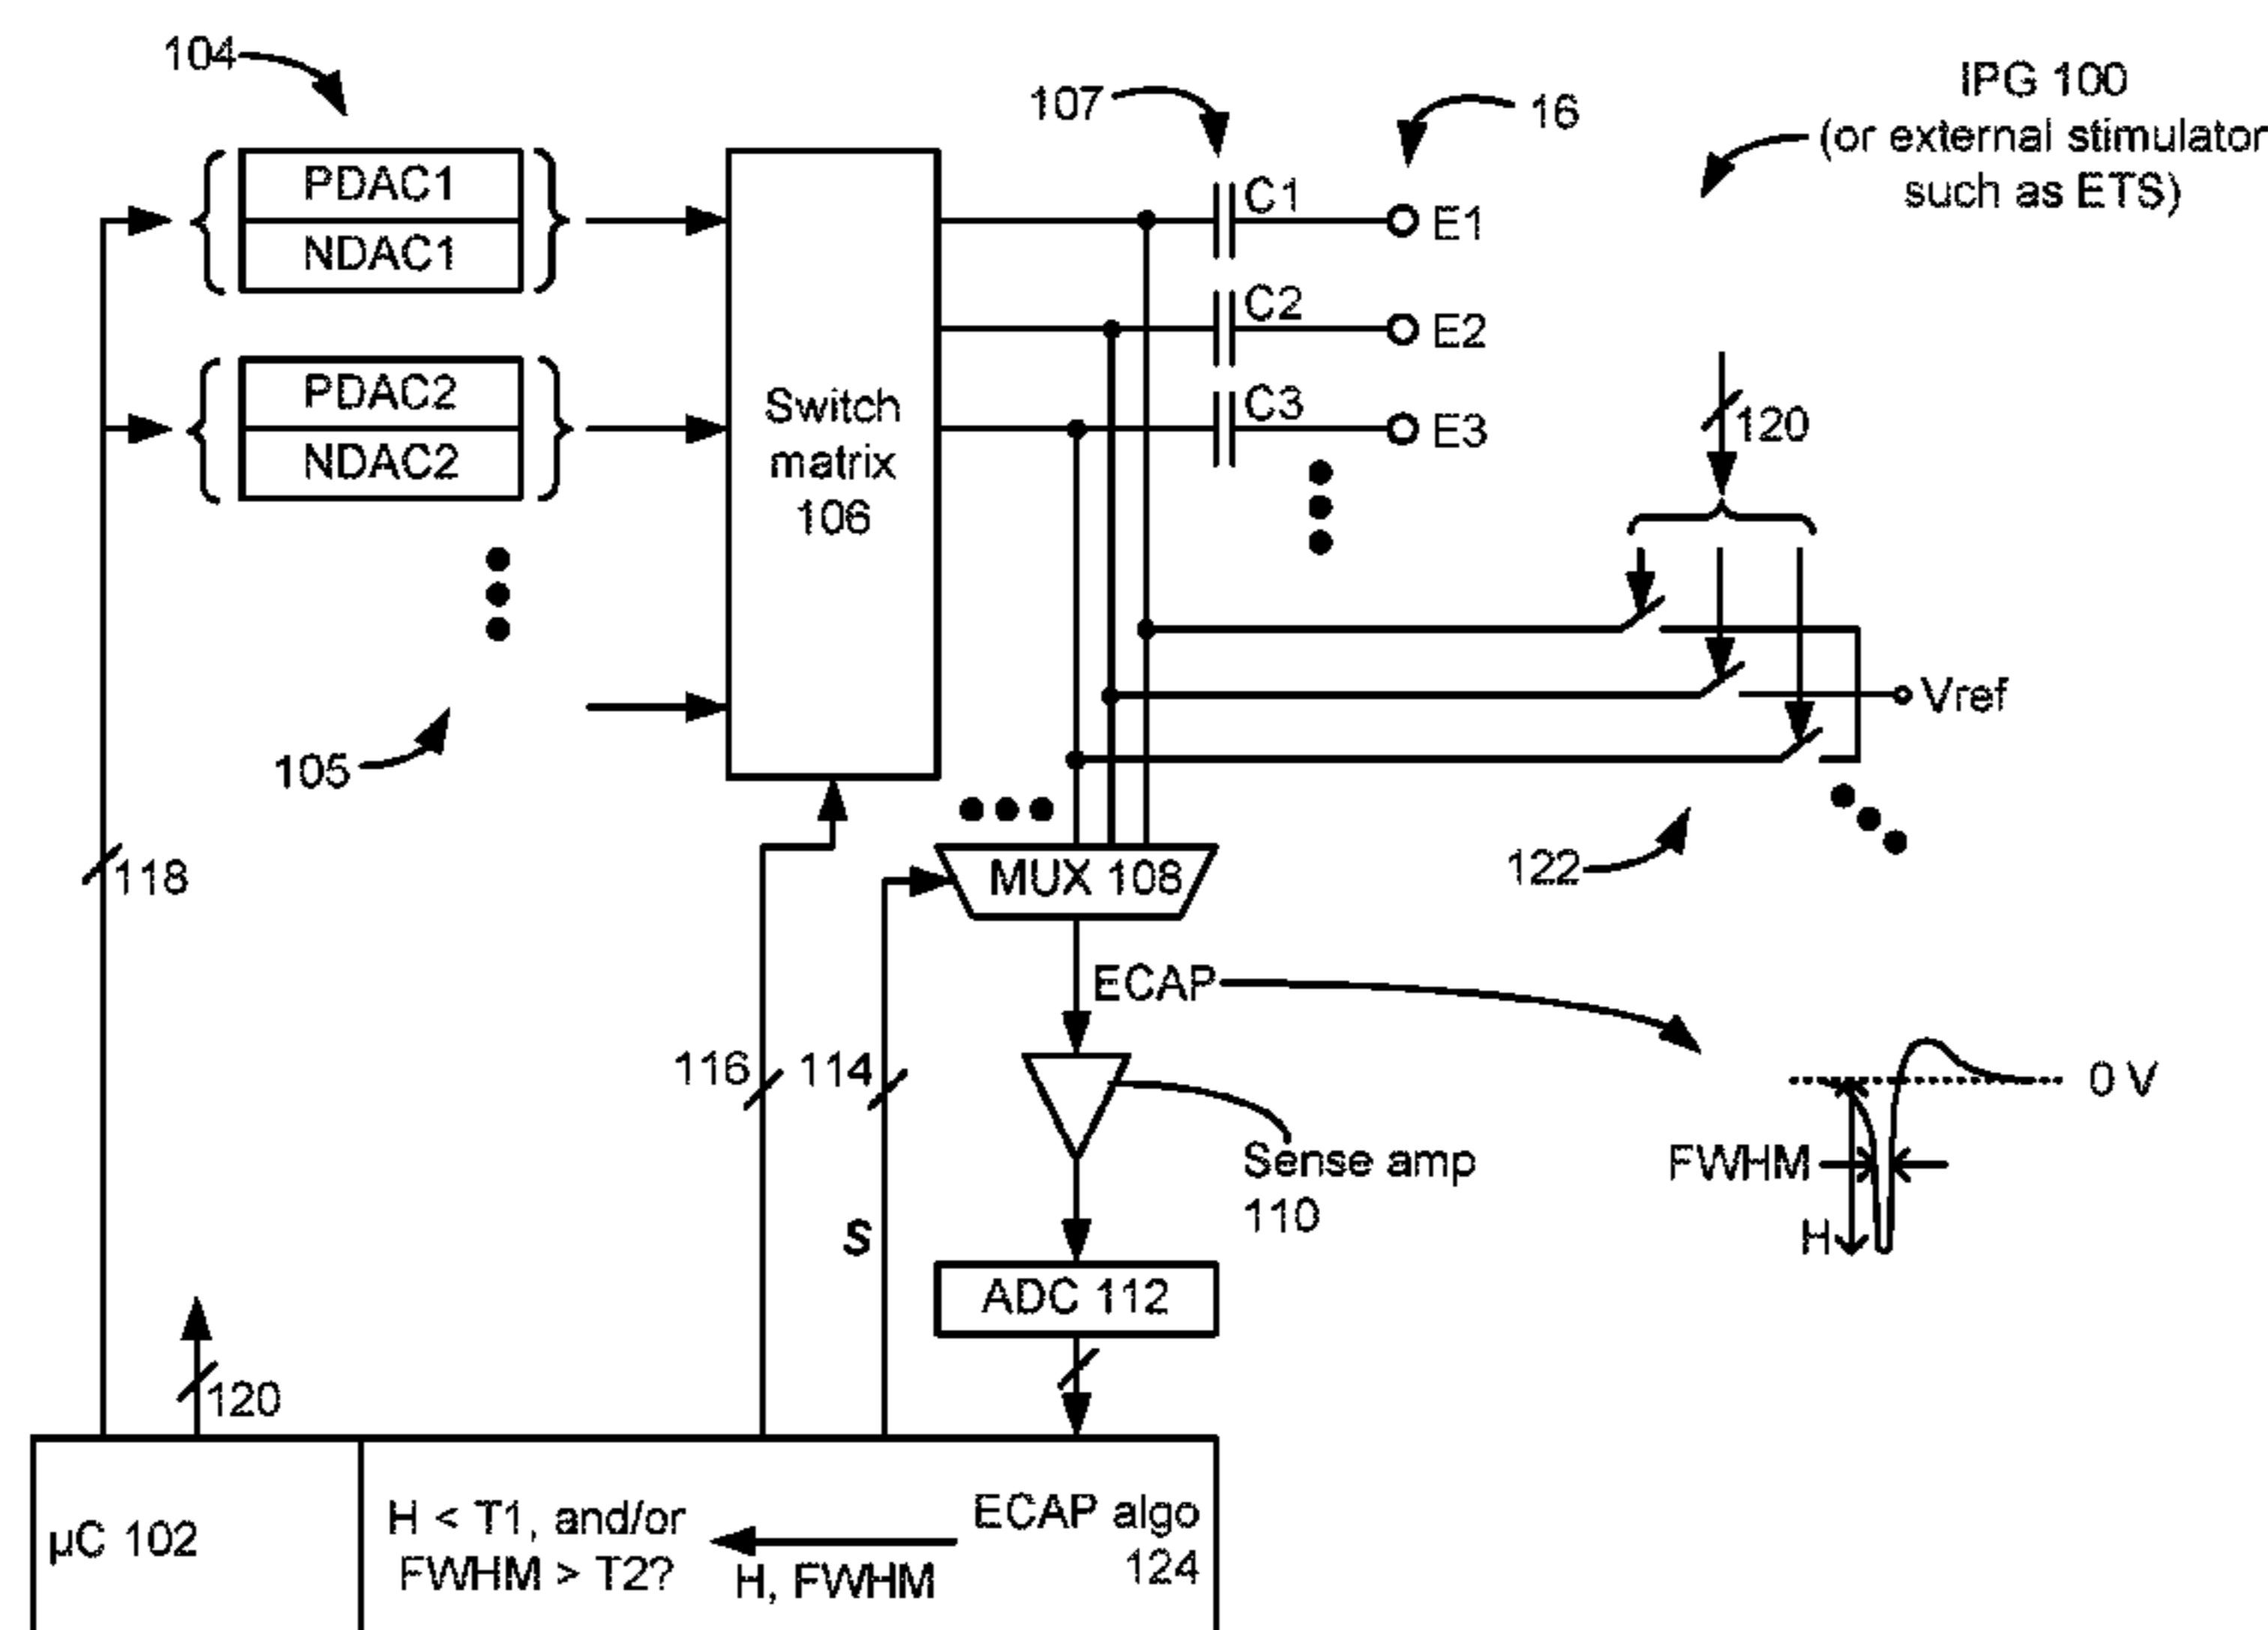 104
107
16
IPG 100
(or external stimulator
such as ETS)
PDAC1
NDAC1
C1
E1
C2
E2
PDAC2
NDAC2
C3
E3
Switch
matrix
106
120
Vref
105
118
MUX 108
122
ECAP
116
114
0 V
Sense amp
110
FWHM
H
S
ADC 112
120
µC 102
H < T1, and/or
FWHM > T2?
H, FWHM
ECAP algo
124